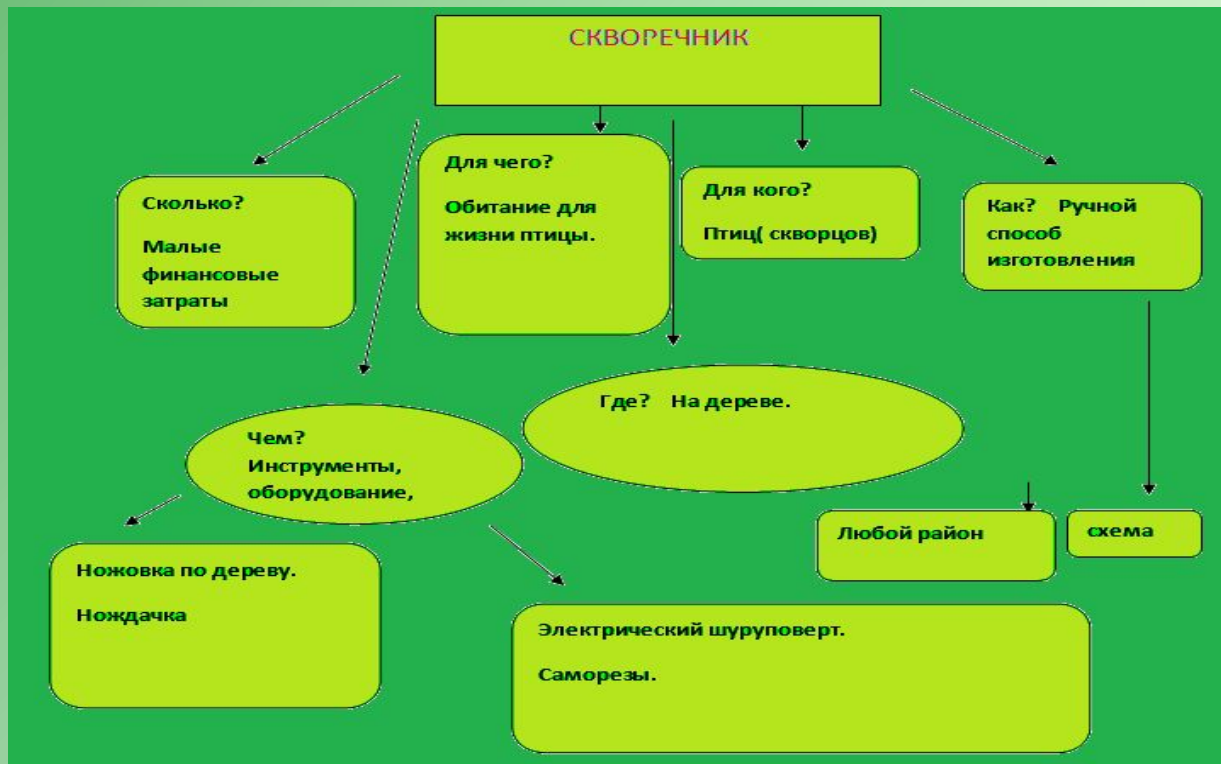 СКВОРЕЧНИК
Сколько?
Малые
финансовые
затраты
Для чего?
Обитание для
жизни птицы.
Для кого?
Птиц( скворцов)
Как? Ручной
способ
изготовления
Чем?
Инструменты,
оборудование,
Где? На дереве.
Ножовка по дереву.
Нождачка
Электрический шуруповерт.
Саморезы.
Любой район
схема